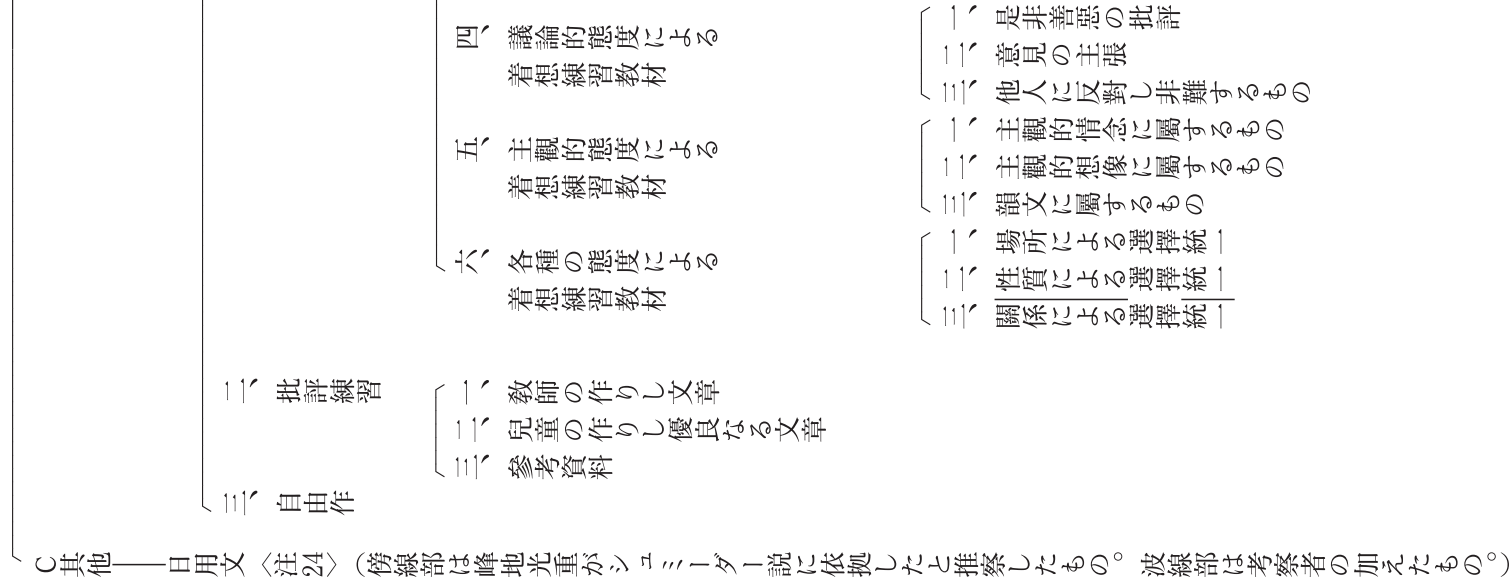 四、議論的態度による
着想練習教材
一、是非善惡の批評
二、意見の主張
三、他人に反對し非難するもの
五、主觀的態度による
着想練習教材
一、主觀的情念に屬するもの
二、主觀的想像に屬するもの
三、韻文に屬するもの
六、各種の態度による
着想練習教材
一、場所による選擇統一
二、性質による選擇統一
三、關係による選擇統一
二、批評練習
一、教師の作りし文章
二、兒童の作りし優良なる文章
三、參考資料
三、自由作
C其他――日用文〈注24〉(傍線部は峰地光重がシュミーダー説に依拠したと推察したもの。波線部は考察者の加えたもの。)